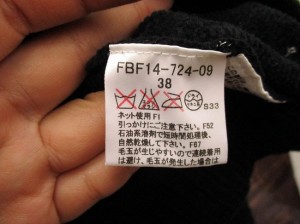 FBF14-724-09
38
S33
ネット使用 FI
引っかけにご注意下さい。F52
石油系溶剤で短時間処理後、
自然乾燥して下さい。F67
毛玉が生じやすいので連続着用
は避け、毛玉が発生した場合は